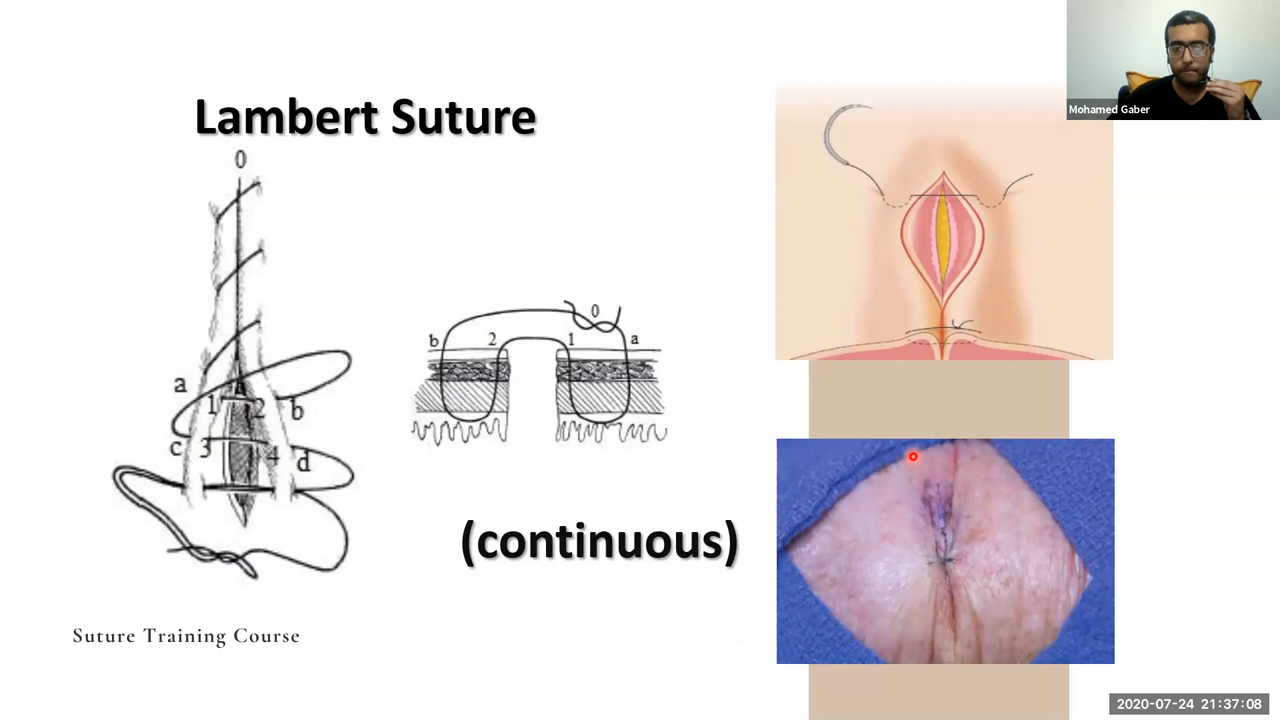 Mohamed Gaber
Lambert Suture
0
a
1
2
b
c
3
4
d
0
b
2
1
a
(continuous)
Suture Training Course
2020-07-24 21:37:08